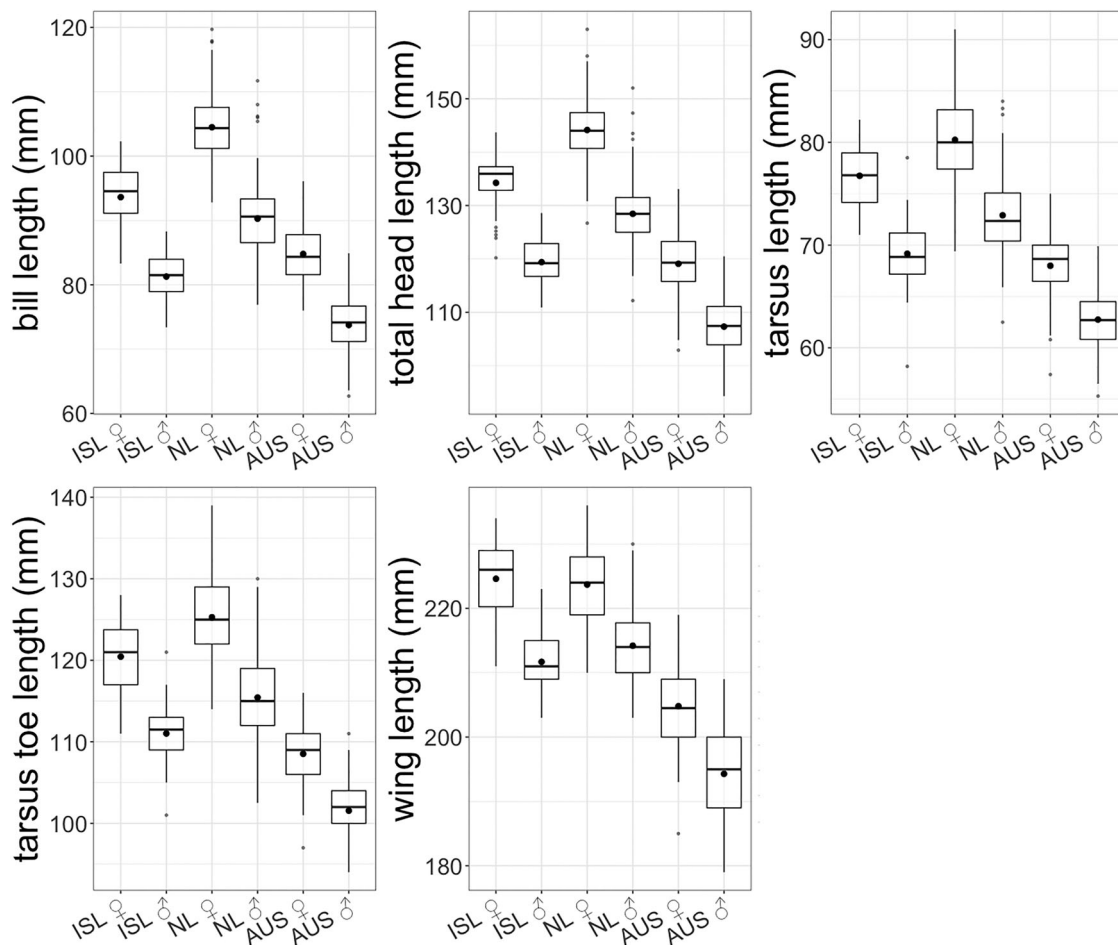 bill length (mm)
120
100
80
60
ISL ♀ ISL ♂ NL ♀ NL ♂ AUS ♀ AUS ♂
total head length (mm)
150
130
110
ISL ♀ ISL ♂ NL ♀ NL ♂ AUS ♀ AUS ♂
tarsus length (mm)
90
80
70
60
ISL ♀ ISL ♂ NL ♀ NL ♂ AUS ♀ AUS ♂
tarsus toe length (mm)
140
130
120
110
100
ISL ♀ ISL ♂ NL ♀ NL ♂ AUS ♀ AUS ♂
wing length (mm)
220
200
180
ISL ♀ ISL ♂ NL ♀ NL ♂ AUS ♀ AUS ♂